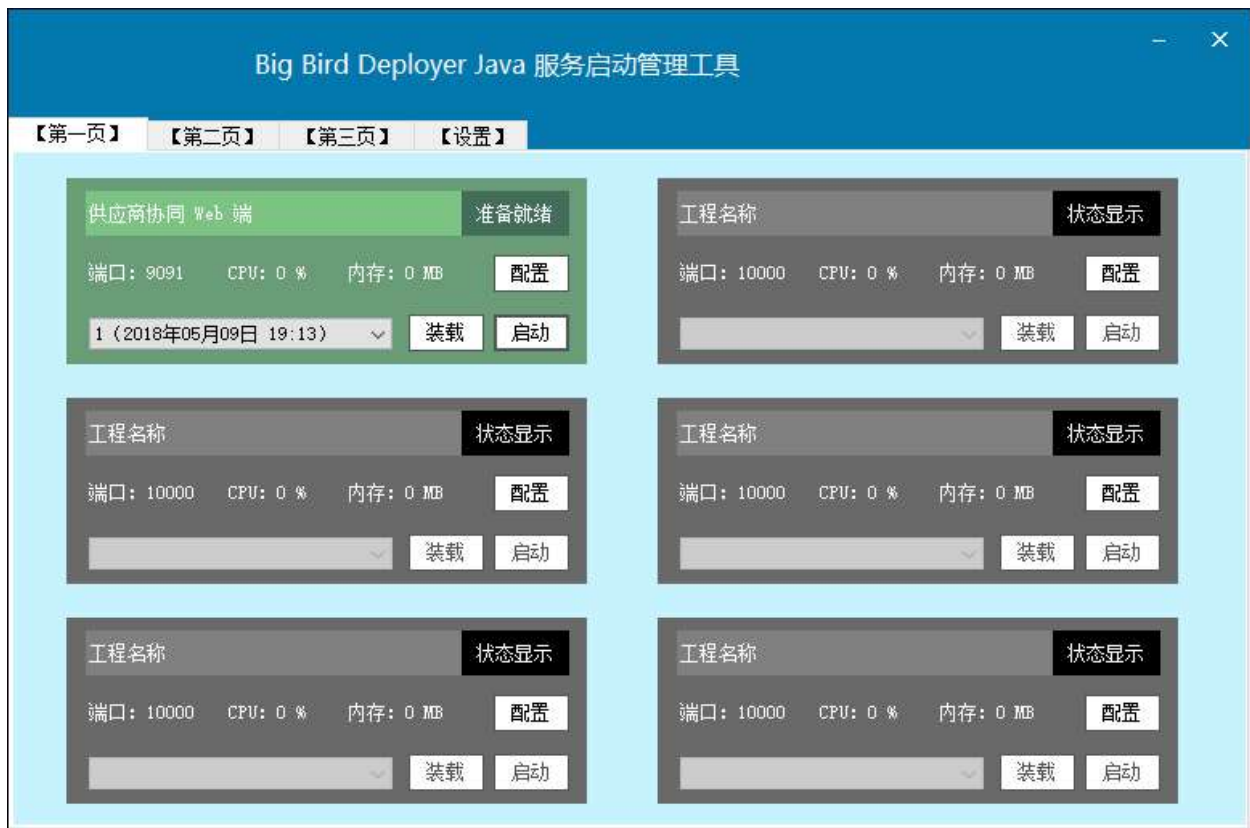 Big Bird Deployer Java 服务启动管理工具
【第一页】 【第二页】 【第三页】 【设置】
供应商协同 Web 端 准备就绪
端口: 9091 CPU: 0 % 内存: 0 MB 配置
1 (2018年05月09日 19:13) 装载 启动
工程名称 状态显示
端口: 10000 CPU: 0 % 内存: 0 MB 配置
装载 启动
工程名称 状态显示
端口: 10000 CPU: 0 % 内存: 0 MB 配置
装载 启动
工程名称 状态显示
端口: 10000 CPU: 0 % 内存: 0 MB 配置
装载 启动
工程名称 状态显示
端口: 10000 CPU: 0 % 内存: 0 MB 配置
装载 启动
工程名称 状态显示
端口: 10000 CPU: 0 % 内存: 0 MB 配置
装载 启动